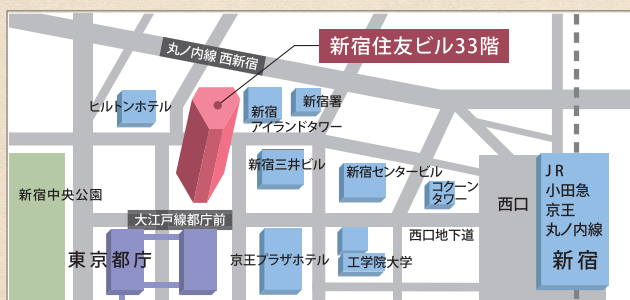 新宿住友ビル33階
丸ノ内線 西新宿
ヒルトンホテル
新宿
アイランドタワー
新宿署
新宿三井ビル
新宿センタービル
コクーン
タワー
新宿中央公園
大江戸線都庁前
西口
JR
小田急
京王
丸ノ内線
新宿
西口地下道
東京都庁
京王プラザホテル
工学院大学